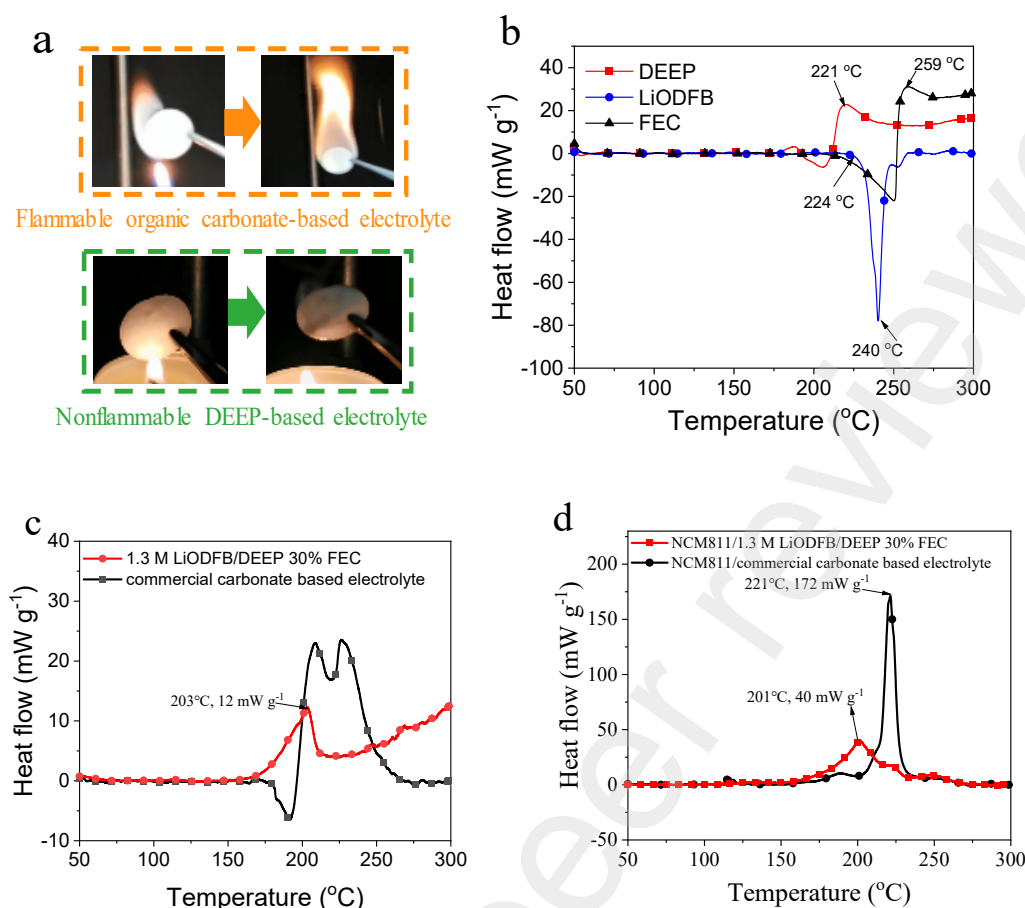 a
Flammable organic carbonate-based electrolyte
Nonflammable DEEP-based electrolyte
b
Heat flow (mW g⁻¹)
40
20
0
-20
-40
-60
-80
-100
DEEP
LiODFB
FEC
221 °C
259 °C
224 °C
240 °C
50 100 150 200 250 300
Temperature (°C)
c
Heat flow (mW g⁻¹)
40
30
20
10
0
-10
1.3 M LiODFB/DEEP 30% FEC
commercial carbonate based electrolyte
203°C, 12 mW g⁻¹
50 100 150 200 250 300
Temperature (°C)
d
Heat flow (mW g⁻¹)
200
150
100
50
0
-50
NCM811/1.3 M LiODFB/DEEP 30% FEC
NCM811/commercial carbonate based electrolyte
221°C, 172 mW g⁻¹
201°C, 40 mW g⁻¹
50 100 150 200 250 300
Temperature (°C)
eer review